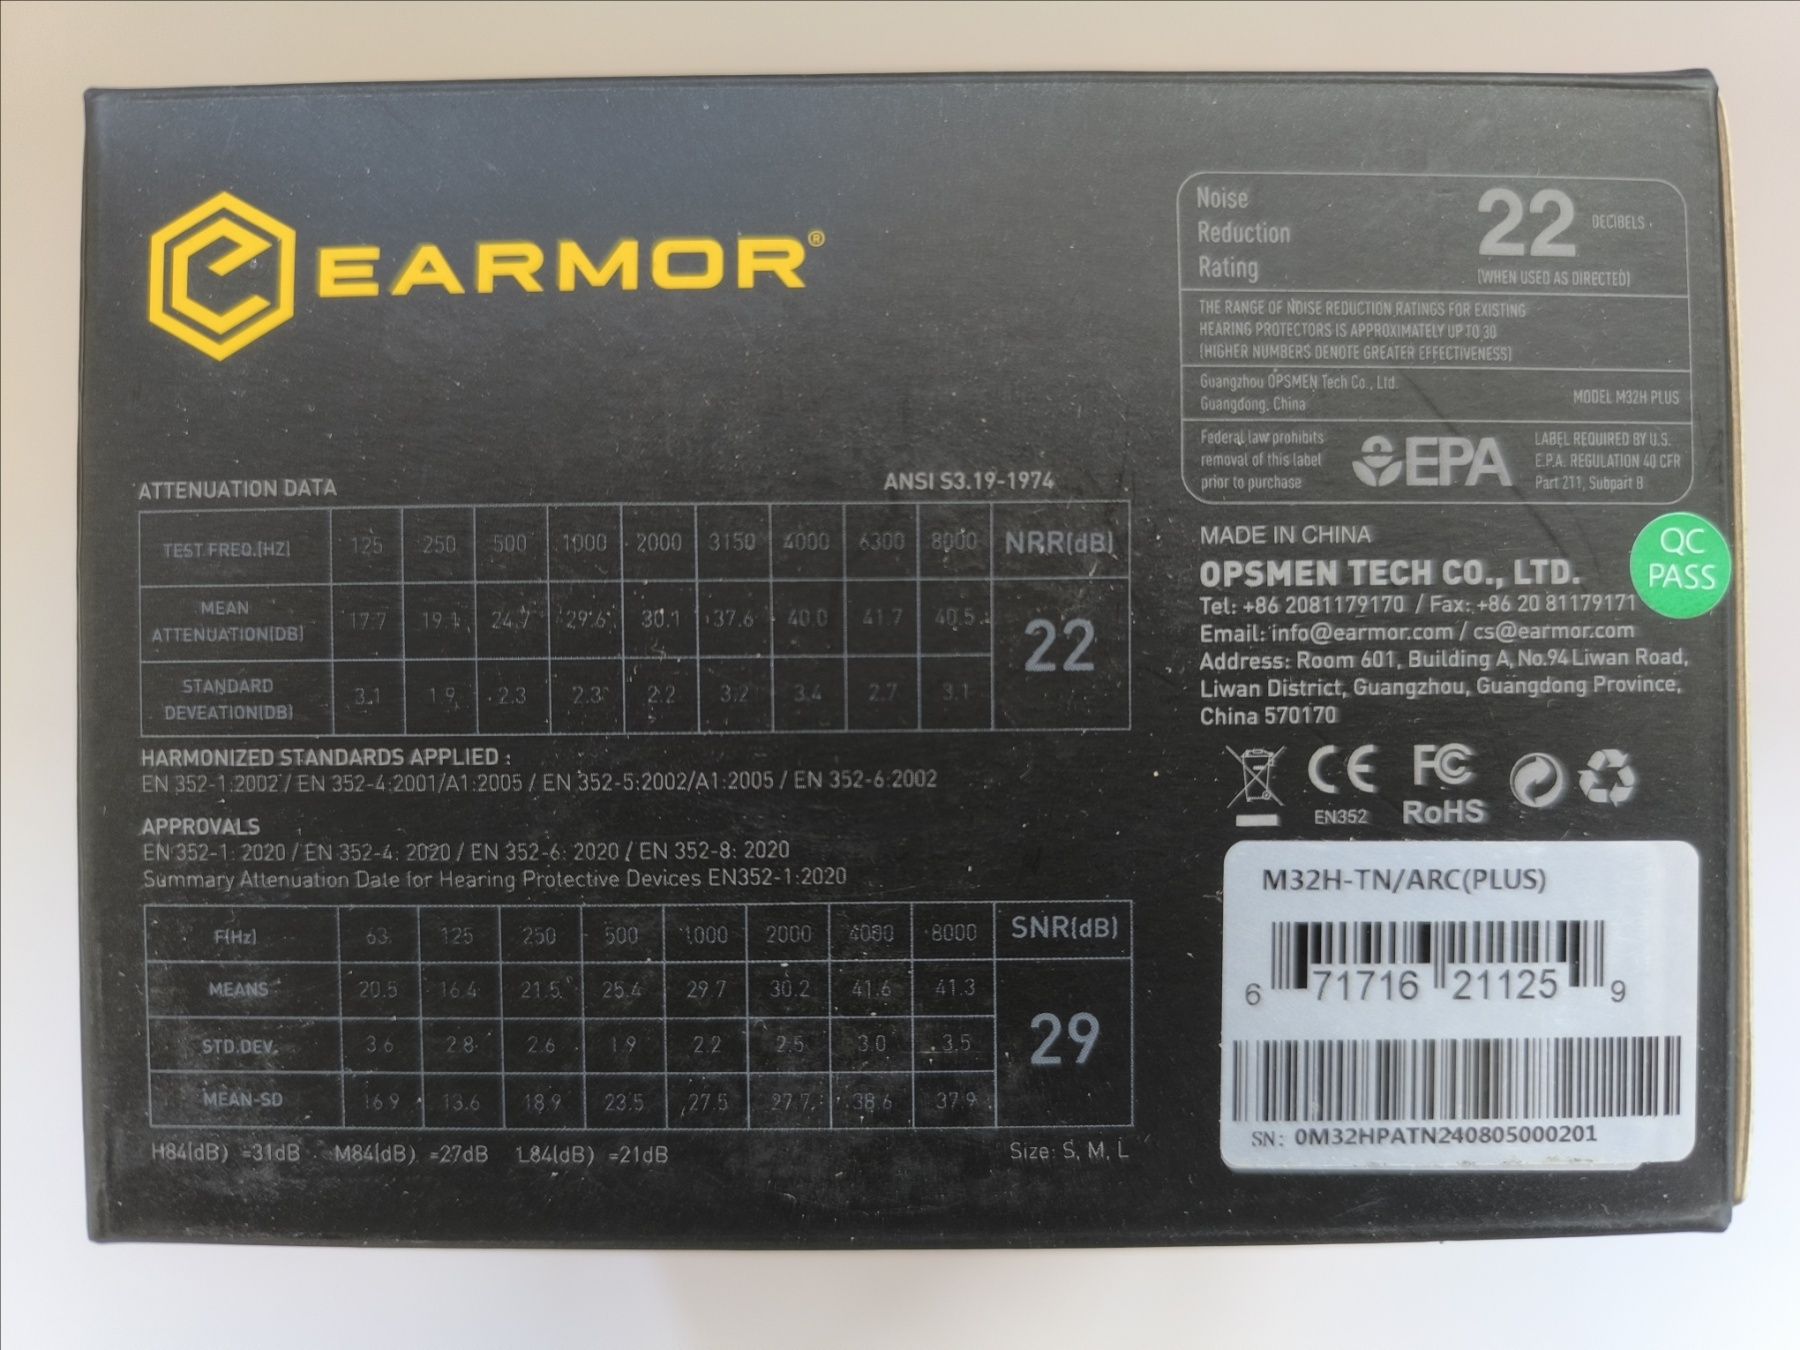 EARMOR®
Noise
Reduction
Rating
22 DECIBELS
(WHEN USED AS DIRECTED)
THE RANGE OF NOISE REDUCTION RATINGS FOR EXISTING
HEARING PROTECTORS IS APPROXIMATELY UP TO 30
(HIGHER NUMBERS DENOTE GREATER EFFECTIVENESS)
Guangzhou OPSMEN Tech Co., Ltd.
Guangdong, China
MODEL M32H PLUS
Federal law prohibits
removal of this label
prior to purchase
EPA
LABEL REQUIRED BY U.S.
E.P.A. REGULATION 40 CFR
Part 211, Subpart B
ATTENUATION DATA ANSI S3.19-1974
TEST FREQ.(HZ) 125 250 500 1000 2000 3150 4000 6300 8000 NRR(dB)
MEAN
ATTENUATION(DB) 17.7 19.1 24.7 29.6 30.1 37.6 40.0 41.7 40.5
22
STANDARD
DEVEATION(DB) 3.1 1.9 2.3 2.3 2.2 3.2 3.4 2.7 3.1
HARMONIZED STANDARDS APPLIED :
EN 352-1:2002 / EN 352-4:2001/A1:2005 / EN 352-5:2002/A1:2005 / EN 352-6:2002
APPROVALS
EN 352-1: 2020 / EN 352-4: 2020 / EN 352-6: 2020 / EN 352-8: 2020
Summary Attenuation Date for Hearing Protective Devices EN352-1:2020
F(Hz) 63 125 250 500 1000 2000 4000 8000 SNR(dB)
MEANS 20.5 16.4 21.5 25.4 29.7 30.2 41.6 41.3
29
STD.DEV. 3.6 2.8 2.6 1.9 2.2 2.5 3.0 3.5
MEAN-SD 16.9 13.6 18.9 23.5 27.5 27.7 38.6 37.9
H84(dB) =31dB M84(dB) =27dB L84(dB) =21dB Size: S, M, L
MADE IN CHINA
OPSMEN TECH CO., LTD.
Tel: +86 2081179170 / Fax: +86 20 81179171
Email: info@earmor.com / cs@earmor.com
Address: Room 601, Building A, No.94 Liwan Road,
Liwan District, Guangzhou, Guangdong Province,
China 570170
QC
PASS
CE
EN352
FC
RoHS
M32H-TN/ARC(PLUS)
6 71716 21125 9
SN: 0M32HPATN240805000201